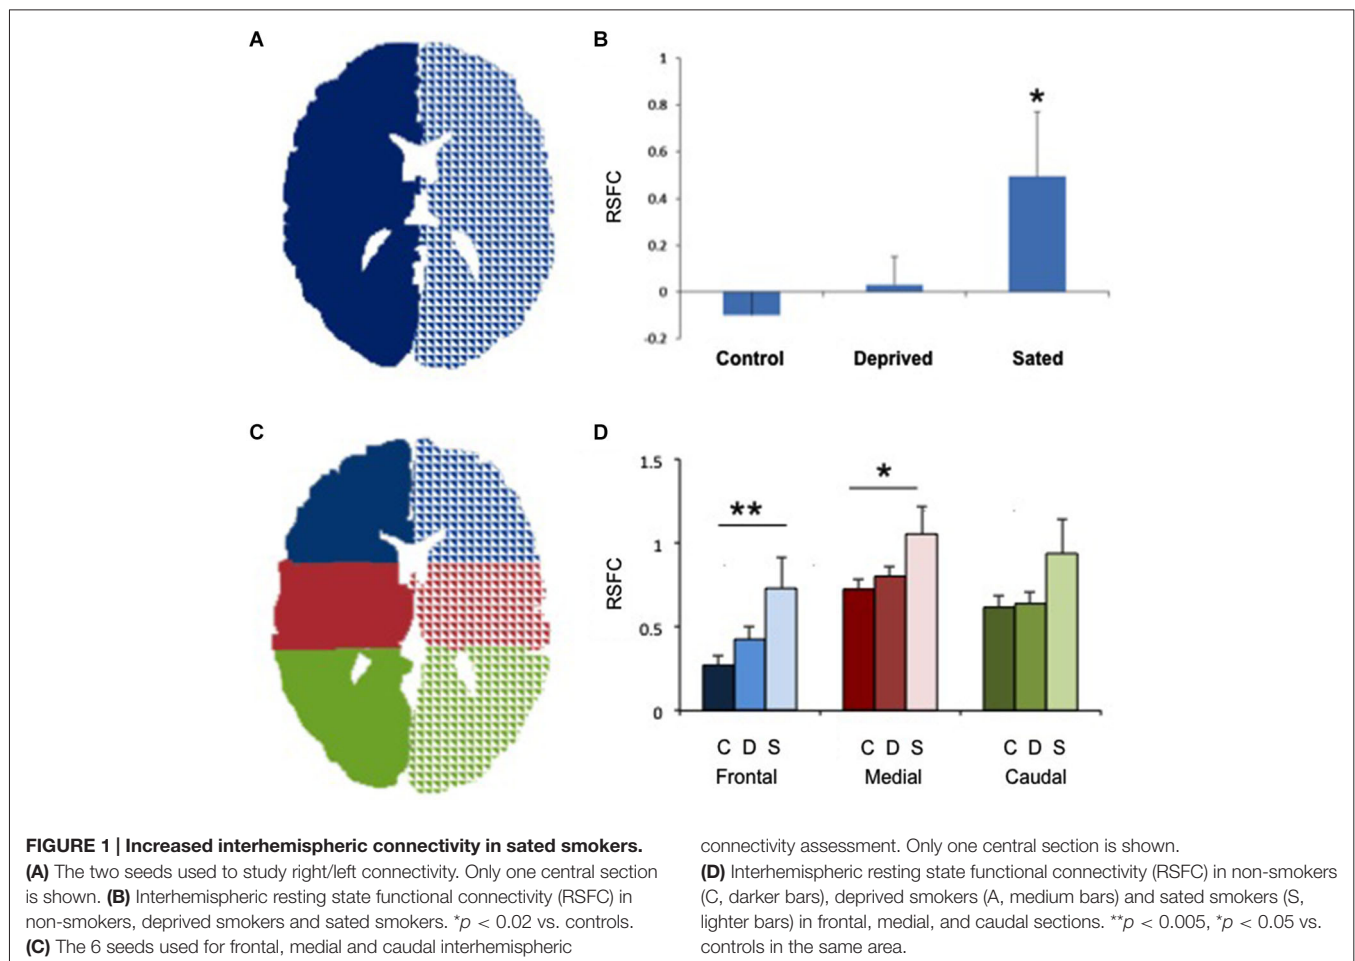 A
B
1
0.8
0.6
0.4
0.2
0
-0.2
RSFC
*
Control Deprived Sated
C
D
1.5
1
0.5
0
RSFC
**
*
C D S C D S C D S
Frontal Medial Caudal
FIGURE 1 | Increased interhemispheric connectivity in sated smokers.
(A) The two seeds used to study right/left connectivity. Only one central section
is shown. (B) Interhemispheric resting state functional connectivity (RSFC) in
non-smokers, deprived smokers and sated smokers. *p < 0.02 vs. controls.
(C) The 6 seeds used for frontal, medial and caudal interhemispheric
connectivity assessment. Only one central section is shown.
(D) Interhemispheric resting state functional connectivity (RSFC) in non-smokers
(C, darker bars), deprived smokers (A, medium bars) and sated smokers (S,
lighter bars) in frontal, medial, and caudal sections. **p < 0.005, *p < 0.05 vs.
controls in the same area.